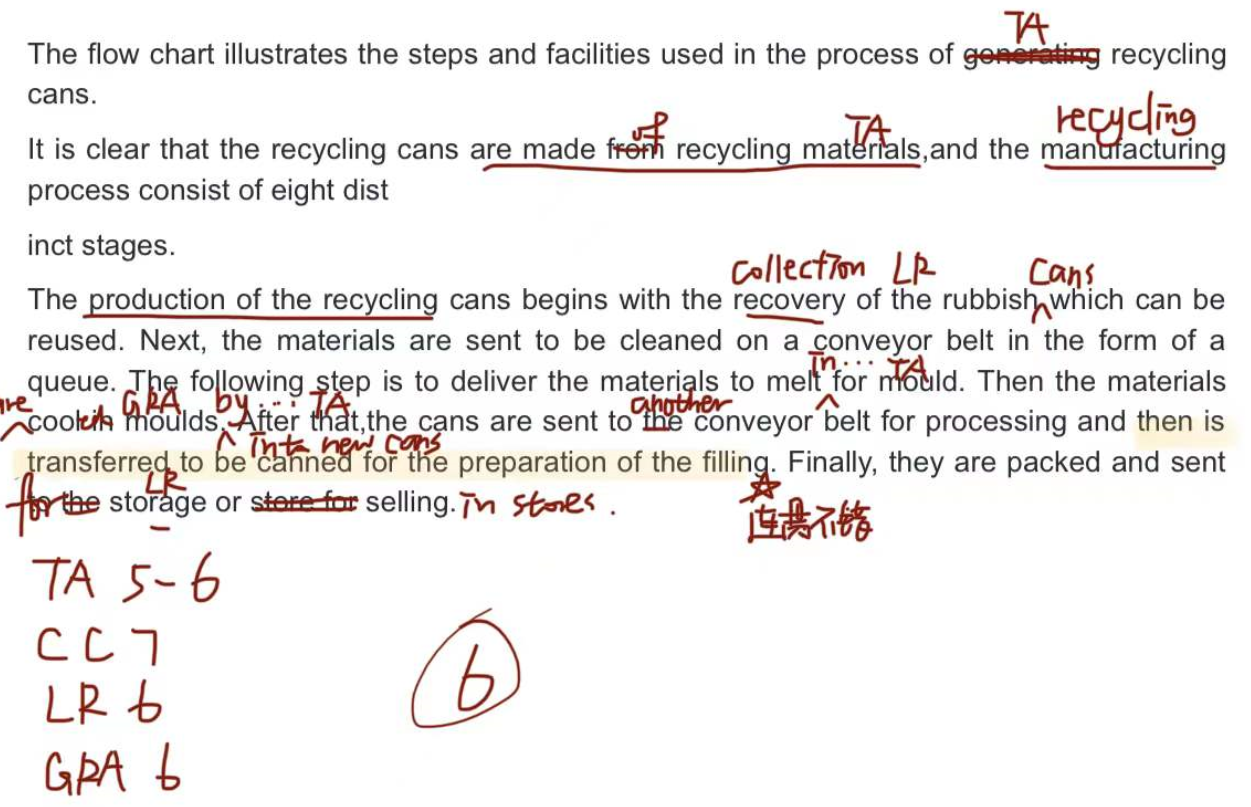 TA
The flow chart illustrates the steps and facilities used in the process of generating recycling
cans.
of TA recycling
It is clear that the recycling cans are made from recycling materials,and the manufacturing
process consist of eight dist
inct stages.
collection LR cans
The production of the recycling cans begins with the recovery of the rubbish which can be
reused. Next, the materials are sent to be cleaned on a conveyor belt in the form of a
in... TA
queue. The following step is to deliver the materials to melt for mould. Then the materials
are GRA by... TA another
cook in moulds. After that,the cans are sent to the conveyor belt for processing and then is
into new cans
transferred to be canned for the preparation of the filling. Finally, they are packed and sent
for LR
to the storage or store for selling. in stores.
连贯不错
TA 5-6
CC 7
LR 6
GRA 6
6